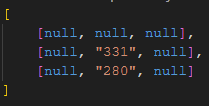 [
[null, null, null],
[null, "331", null],
[null, "280", null]
]